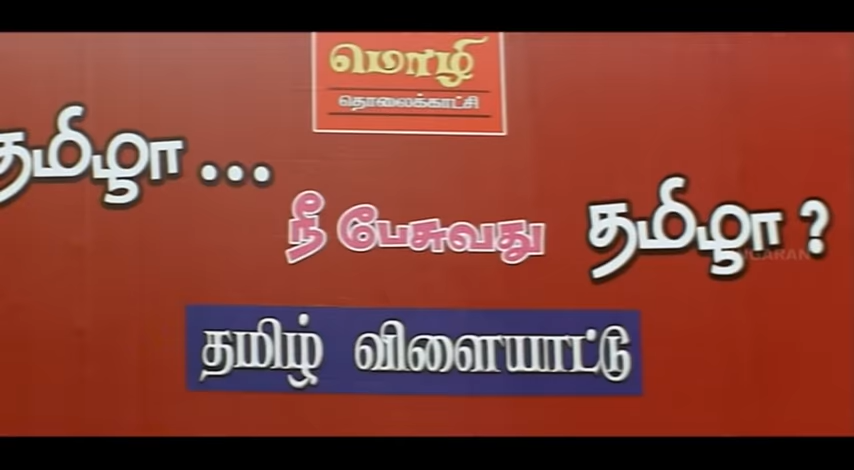 மொழி
தொலைக்காட்சி
தமிழா ...
நீ பேசுவது தமிழா ?
தமிழ் விளையாட்டு